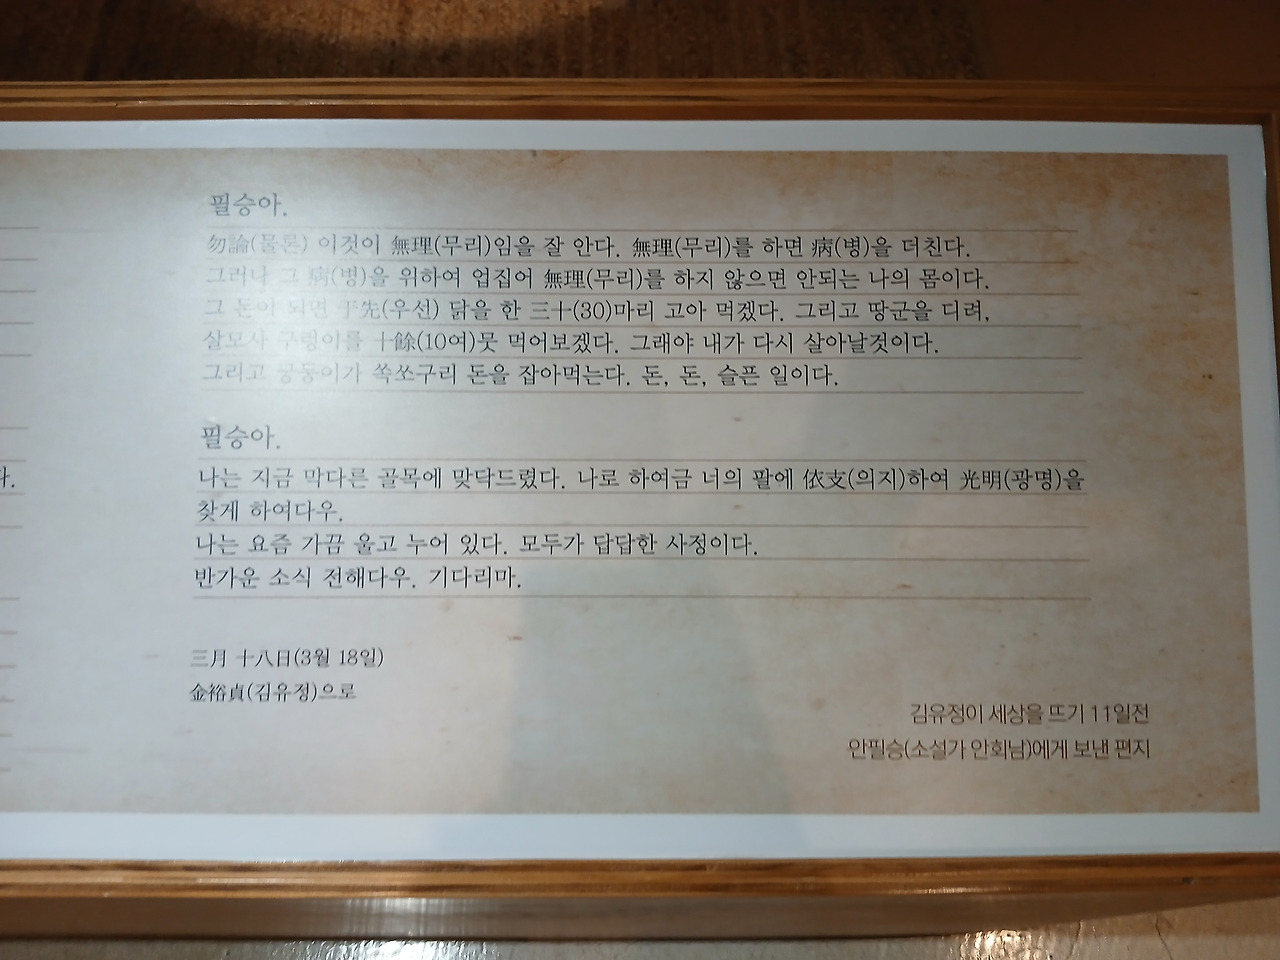 필승아.
勿論(물론) 이것이 無理(무리)임을 잘 안다. 無理(무리)를 하면 病(병)을 더친다.
그러나 그 病(병)을 위하여 업집어 無理(무리)를 하지 않으면 안되는 나의 몸이다.
그 돈이 되면 于先(우선) 닭을 한 三十(30)마리 고아 먹겠다. 그리고 땅군을 디려,
살모사 구렁이를 十餘(10여)뭇 먹어보겠다. 그래야 내가 다시 살아날것이다.
그리고 궁둥이가 쏙쏘구리 돈을 잡아먹는다. 돈, 돈, 슬픈 일이다.
필승아.
다.
나는 지금 막다른 골목에 맞닥드렸다. 나로 하여금 너의 팔에 依支(의지)하여 光明(광명)을
찾게 하여다우.
나는 요즘 가끔 울고 누어 있다. 모두가 답답한 사정이다.
반가운 소식 전해다우. 기다리마.
三月 十八日(3월 18일)
金裕貞(김유정)으로
김유정이 세상을 뜨기 11일전
안필승(소설가 안회남)에게 보낸 편지